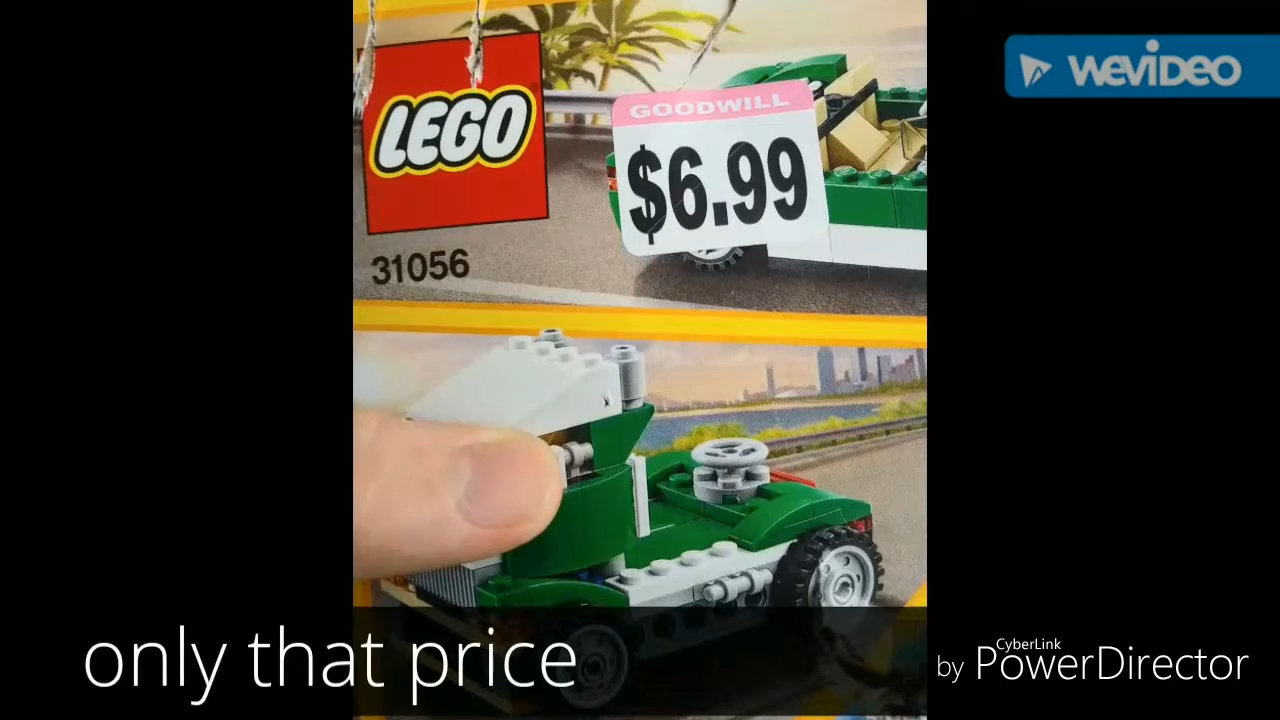 WEVIDEO
LEGO
GOODWILL
$6.99
31056
only that price
CyberLink
by PowerDirector